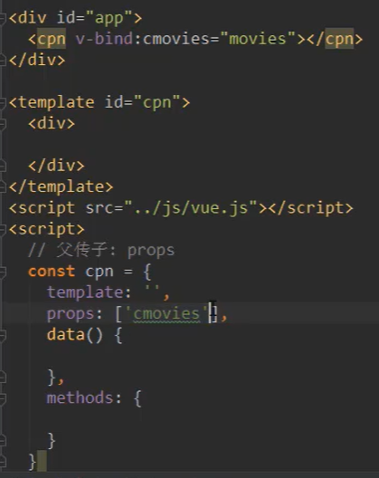 <div id="app">
<cpn v-bind:cmovies="movies"></cpn>
</div>
<template id="cpn">
<div>
</div>
</template>
<script src="../js/vue.js"></script>
<script>
// 父传子: props
const cpn = {
template: '',
props: ['cmovies'],
data() {
},
methods: {
}
}